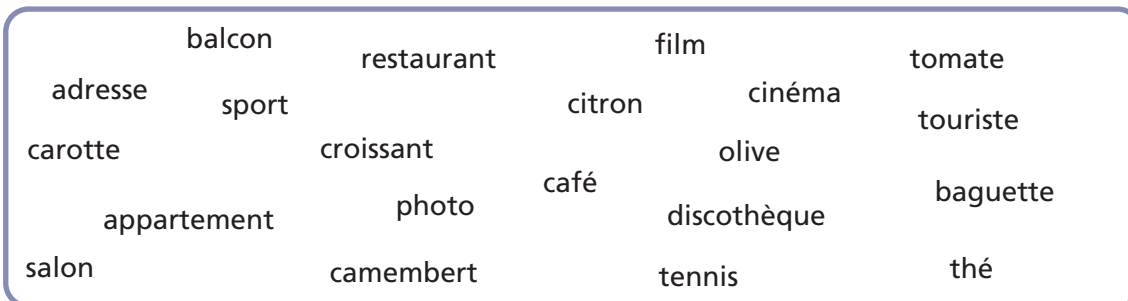 balcon
restaurant
film
tomate
adresse
sport
citron
cinéma
touriste
carotte
croissant
olive
café
baguette
appartement
photo
discothèque
salon
camembert
tennis
thé